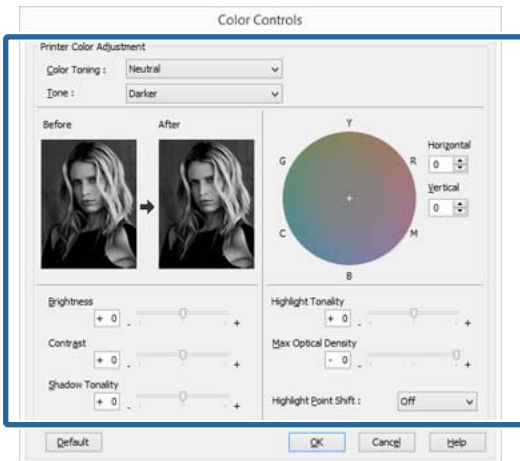 Color Controls
Printer Color Adjustment
Color Toning : Neutral
Tone : Darker
Before After
Y
G R
C M
B
Horizontal
0
Vertical
0
Brightness
+ 0 - +
Contrast
+ 0 - +
Shadow Tonality
+ 0 - +
Highlight Tonality
+ 0 - +
Max Optical Density
- 0 - +
Highlight Point Shift : Off
Default OK Cancel Help